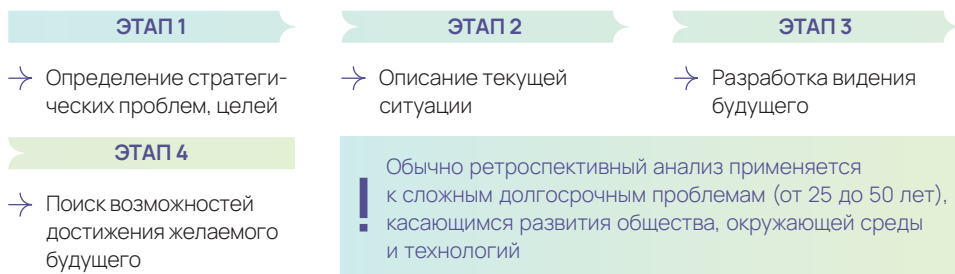 ЭТАП 1
Определение стратеги-
ческих проблем, целей
ЭТАП 2
Описание текущей
ситуации
ЭТАП 3
Разработка видения
будущего
ЭТАП 4
Поиск возможностей
достижения желаемого
будущего
! Обычно ретроспективный анализ применяется
к сложным долгосрочным проблемам (от 25 до 50 лет),
касающимся развития общества, окружающей среды
и технологий